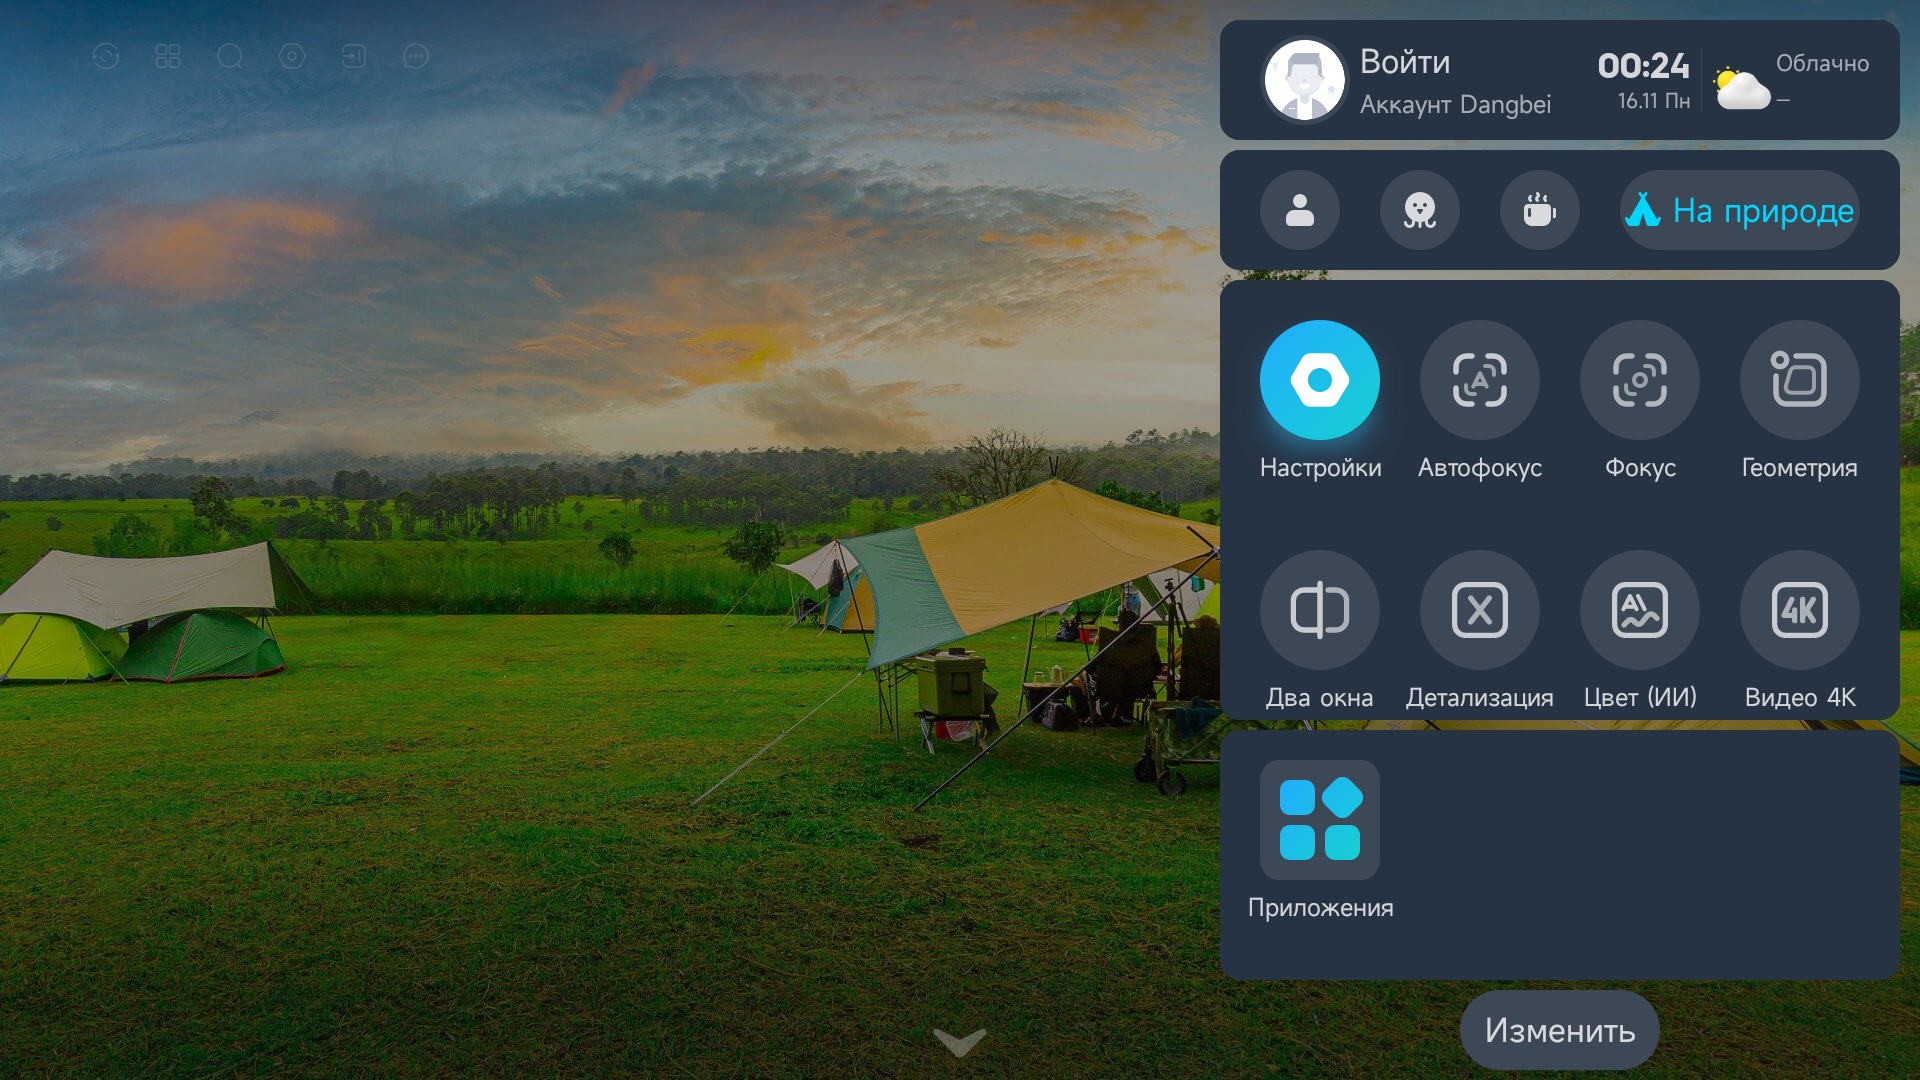 Войти
Аккаунт Dangbei
00:24
16.11 Пн
Облачно
–
На природе
Настройки
Автофокус
Фокус
Геометрия
Два окна
Детализация
Цвет (ИИ)
Видео 4K
Приложения
Изменить